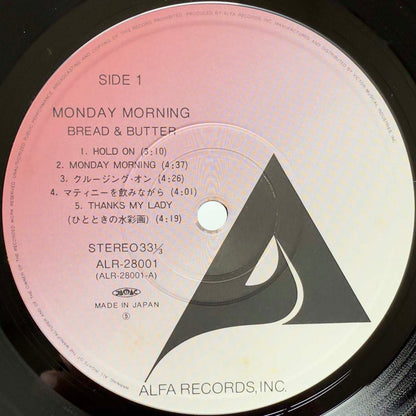 SIDE 1
MONDAY MORNING
BREAD & BUTTER
1. HOLD ON (5:10)
2. MONDAY MORNING (4:37)
3. クルージング・オン (4:26)
4. マティニーを飲みながら (4:01)
5. THANKS MY LADY
(ひとときの水彩画) (4:19)
STEREO 33⅓
ALR-28001
(ALR-28001-A)
MADE IN JAPAN
ALFA RECORDS, INC.